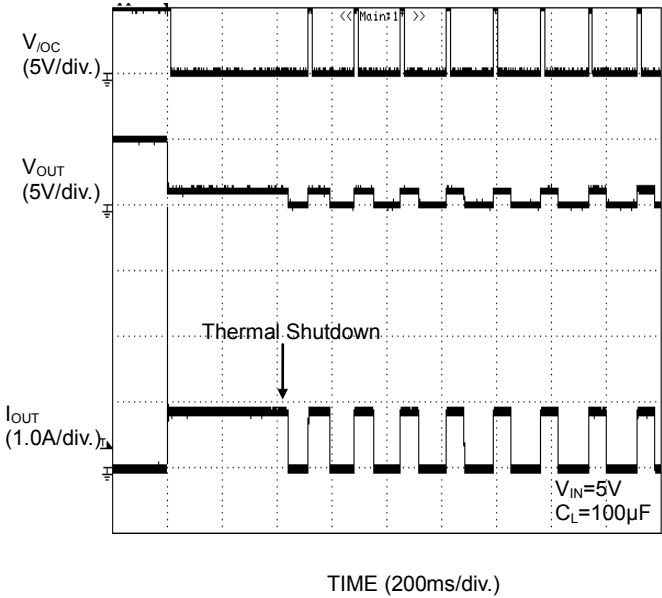 << Main:1 >>
V/OC
(5V/div.)
VOUT
(5V/div.)
Thermal Shutdown
IOUT
(1.0A/div.)
VIN=5V
CL=100µF
TIME (200ms/div.)